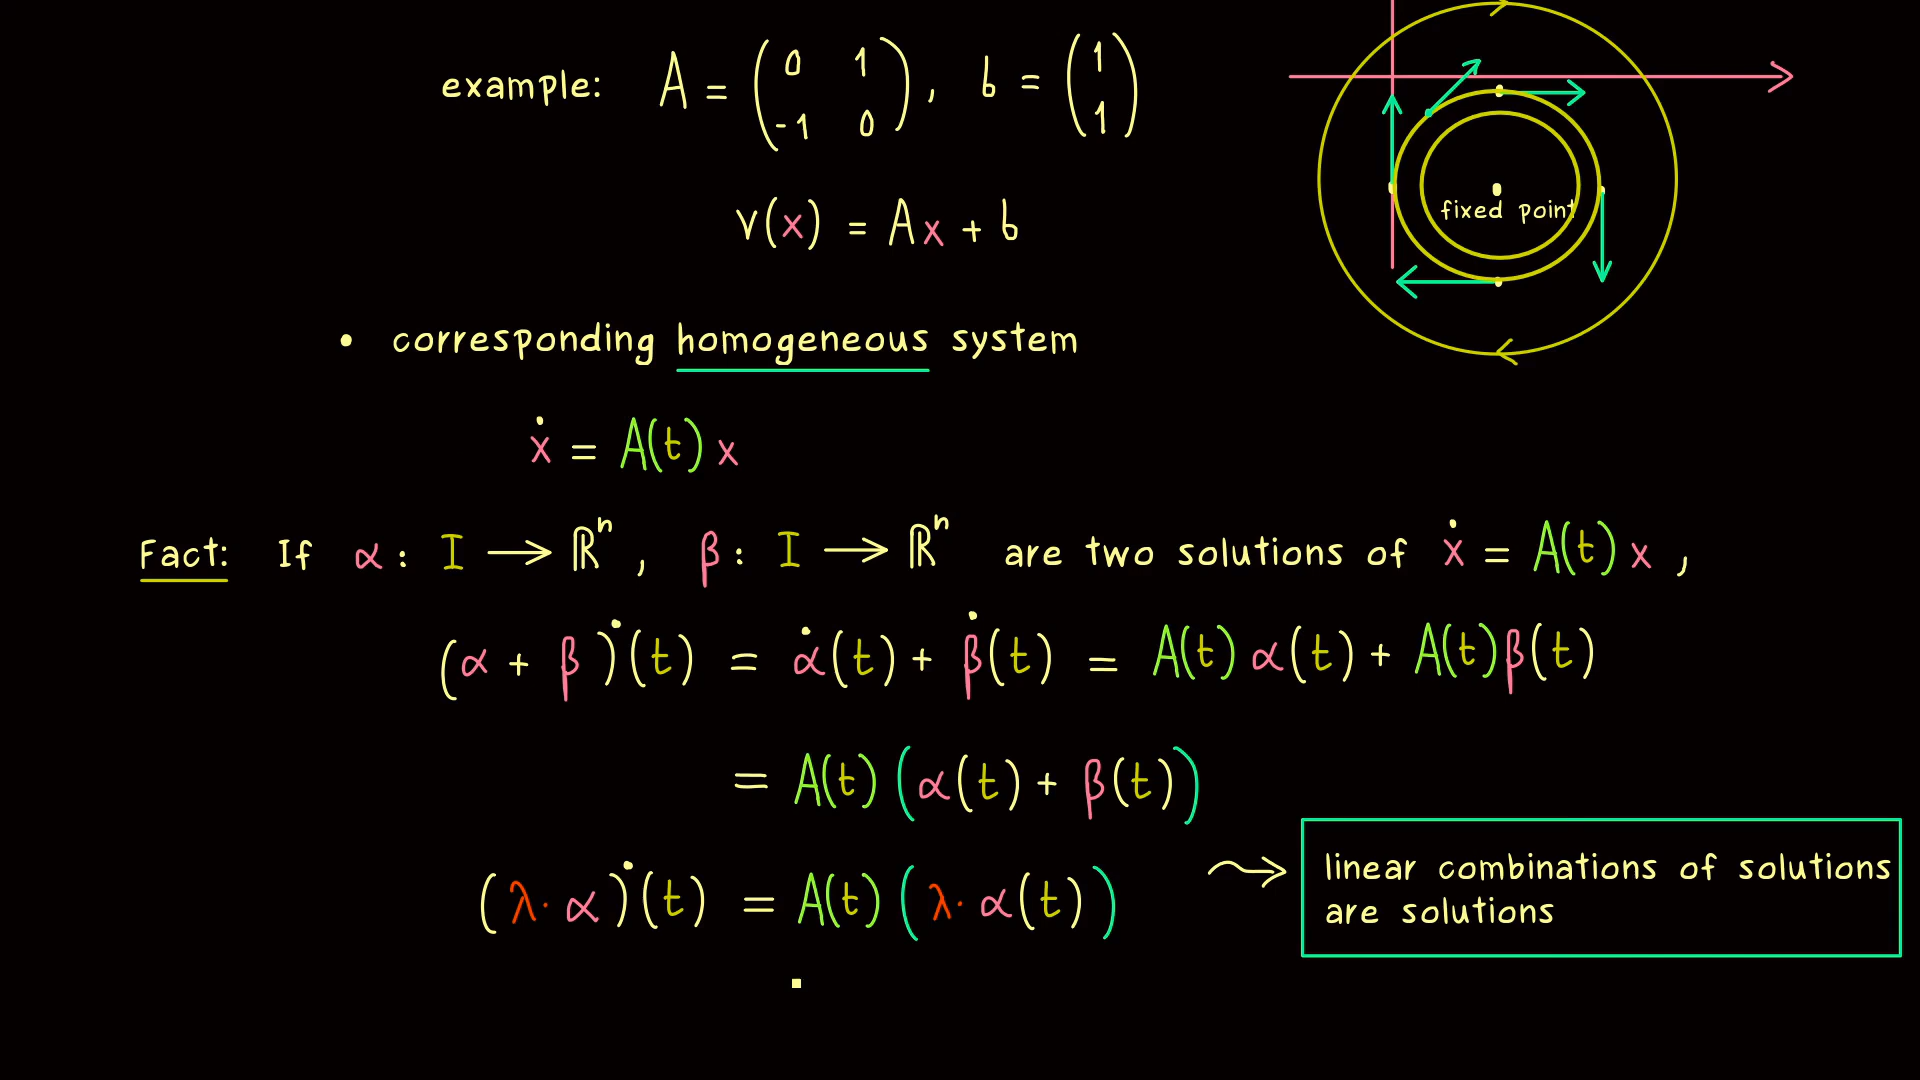 example: A = ( 0 1 -1 0 ), b = ( 1 1 )
fixed point
v(x) = Ax + b
• corresponding homogeneous system
ẋ = A(t) x
Fact: If α : I ⟶ ℝⁿ, β : I ⟶ ℝⁿ are two solutions of ẋ = A(t) x ,
(α + β)˙(t) = α̇(t) + β̇(t) = A(t) α(t) + A(t)β(t)
= A(t) (α(t) + β(t))
(λ· α)˙(t) = A(t) (λ· α(t))
linear combinations of solutions
are solutions